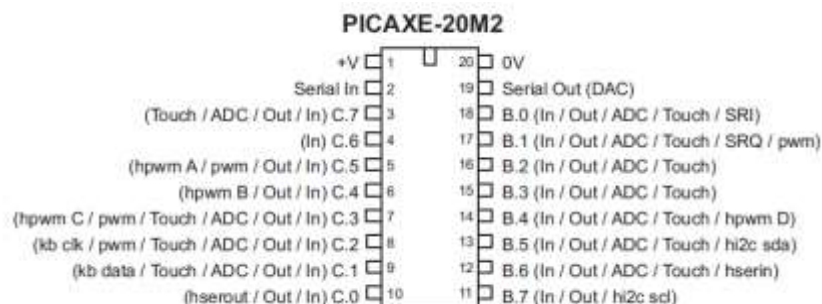 PICAXE-20M2
+V 1 20 0V
Serial In 2 19 Serial Out (DAC)
(Touch / ADC / Out / In) C.7 3 18 B.0 (In / Out / ADC / Touch / SRI)
(In) C.6 4 17 B.1 (In / Out / ADC / Touch / SRQ / pwm)
(hpwm A / pwm / Out / In) C.5 5 16 B.2 (In / Out / ADC / Touch)
(hpwm B / Out / In) C.4 6 15 B.3 (In / Out / ADC / Touch)
(hpwm C / pwm / Touch / ADC / Out / In) C.3 7 14 B.4 (In / Out / ADC / Touch / hpwm D)
(kb clk / pwm / Touch / ADC / Out / In) C.2 8 13 B.5 (In / Out / ADC / Touch / hi2c sda)
(kb data / Touch / ADC / Out / In) C.1 9 12 B.6 (In / Out / ADC / Touch / hserin)
(hserout / Out / In) C.0 10 11 B.7 (In / Out / hi2c scl)